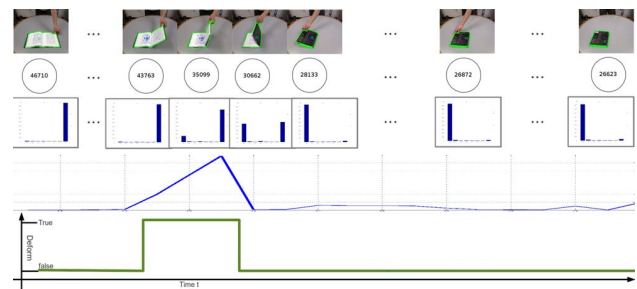 46710 ... 43763 35099 30662 28133 ... 26872 ... 26623
True
Deform
false
Time t